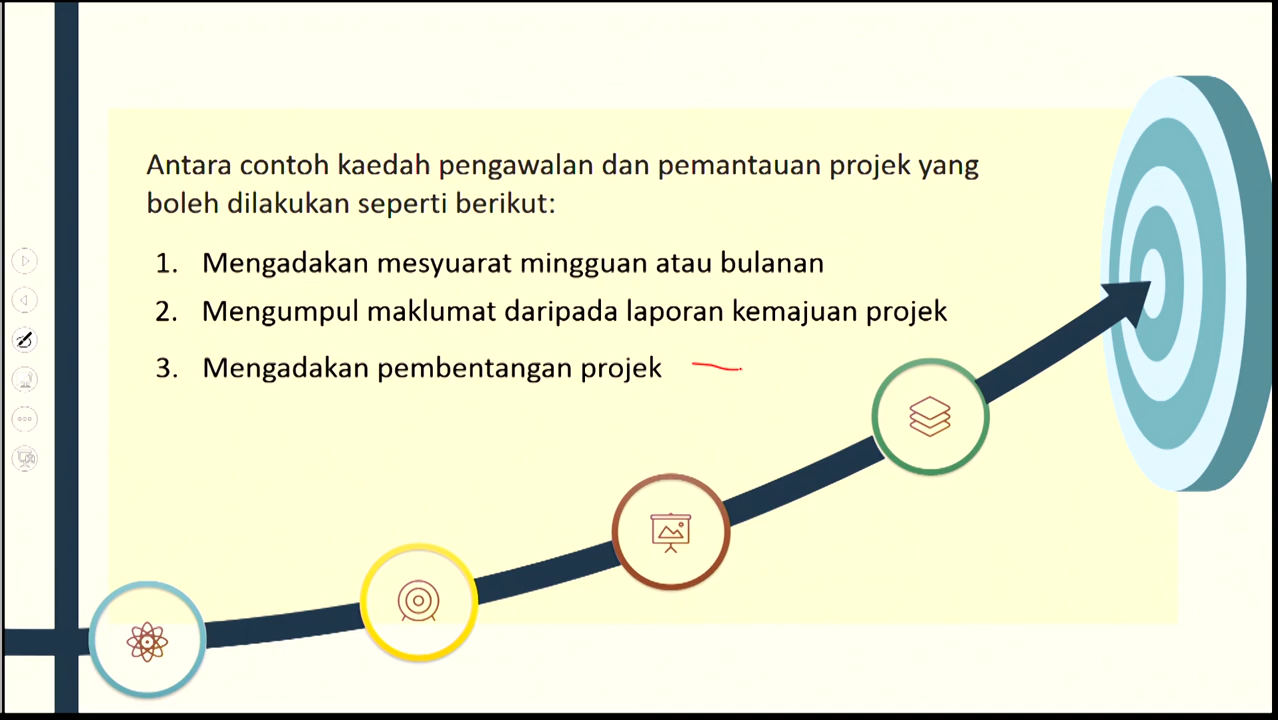 Antara contoh kaedah pengawalan dan pemantauan projek yang
boleh dilakukan seperti berikut:
1. Mengadakan mesyuarat mingguan atau bulanan
2. Mengumpul maklumat daripada laporan kemajuan projek
3. Mengadakan pembentangan projek